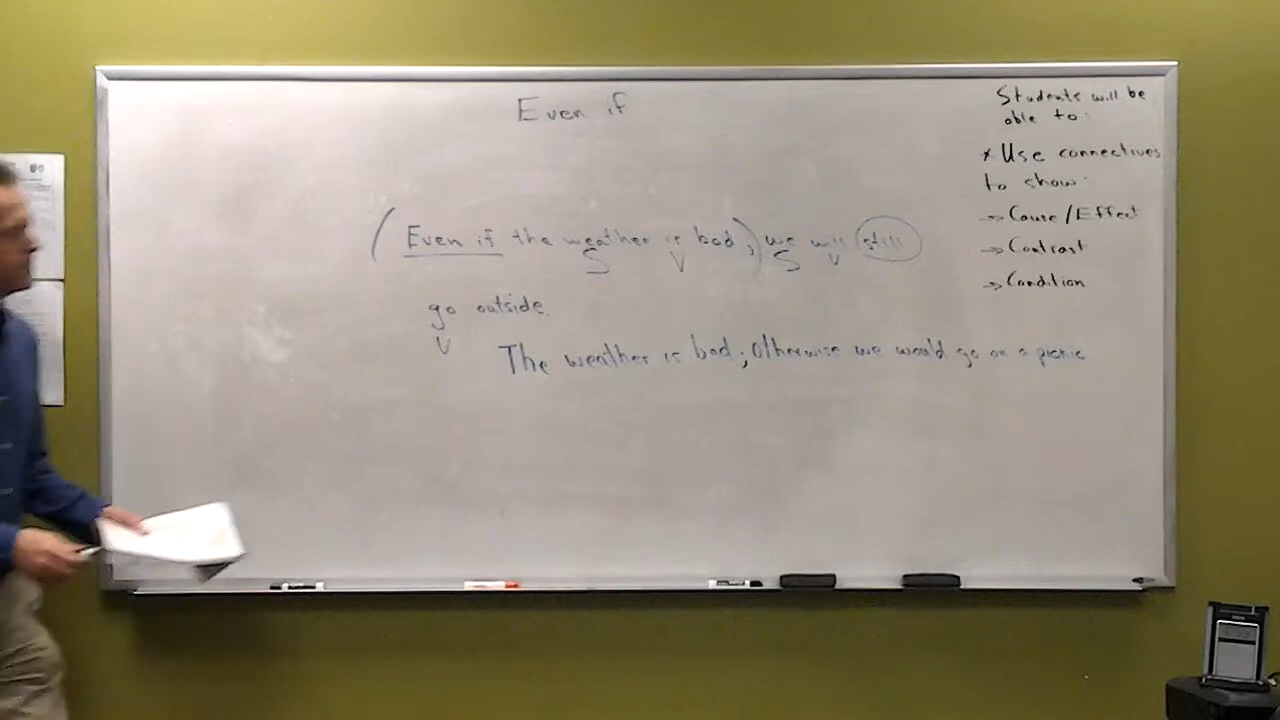 Even if
(Even if the weather is bad,) we will still
S V S V
go outside.
V
The weather is bad; Otherwise we would go on a picnic
Students will be
able to:
* Use connectives
to show:
-> Cause/Effect
-> Contrast
-> Condition